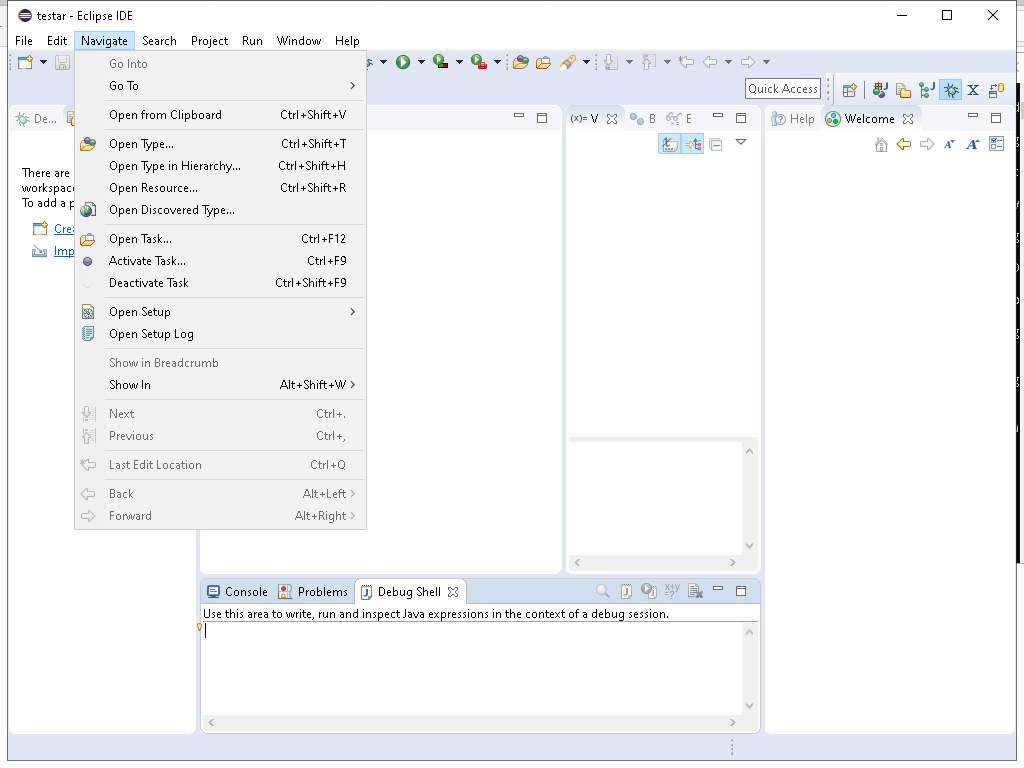 testar - Eclipse IDE
File Edit Navigate Search Project Run Window Help
Quick Access
De...
(x)= V
B
E
Help
Welcome
Go Into
Go To
Open from Clipboard Ctrl+Shift+V
Open Type... Ctrl+Shift+T
Open Type in Hierarchy... Ctrl+Shift+H
Open Resource... Ctrl+Shift+R
Open Discovered Type...
Open Task... Ctrl+F12
Activate Task... Ctrl+F9
Deactivate Task Ctrl+Shift+F9
Open Setup
Open Setup Log
Show in Breadcrumb
Show In Alt+Shift+W
Next Ctrl+.
Previous Ctrl+,
Last Edit Location Ctrl+Q
Back Alt+Left
Forward Alt+Right
There are
To add a
Console
Problems
Debug Shell
Use this area to write, run and inspect Java expressions in the context of a debug session.